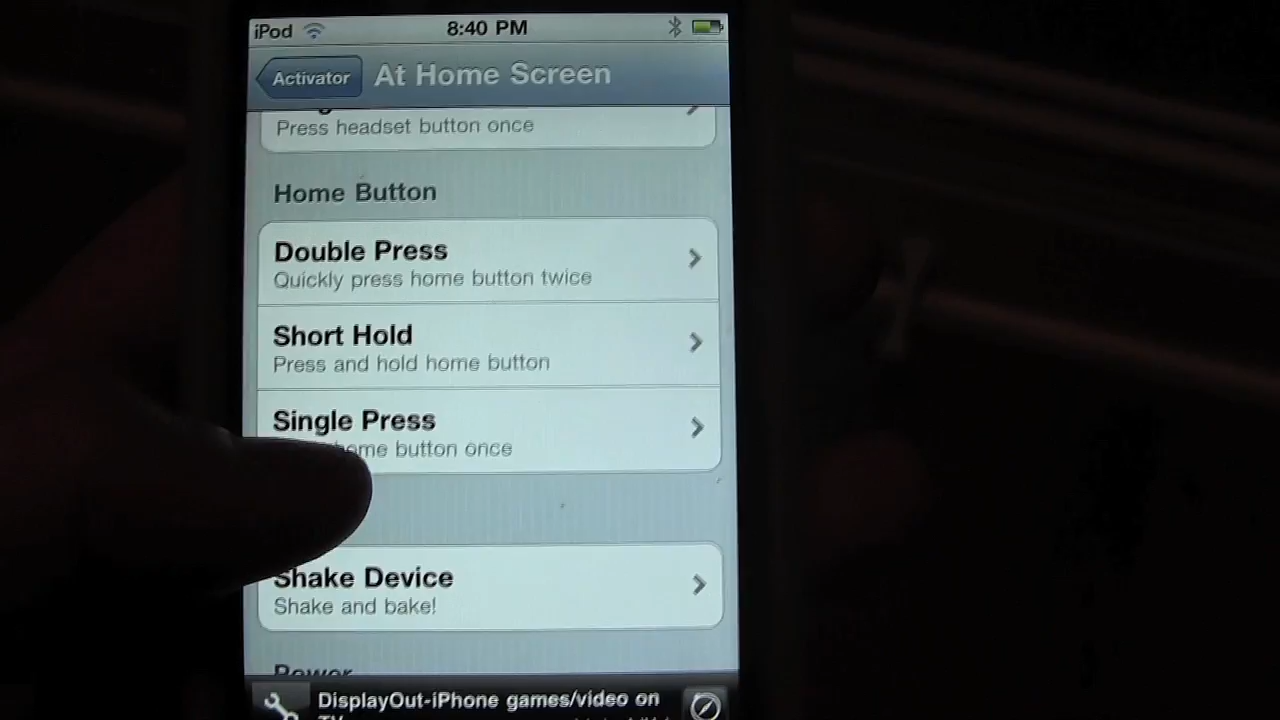 iPod 8:40 PM
Activator At Home Screen
Press headset button once
Home Button
Double Press
Quickly press home button twice
Short Hold
Press and hold home button
Single Press
home button once
Shake Device
Shake and bake!
Power
DisplayOut-iPhone games/video on
TV